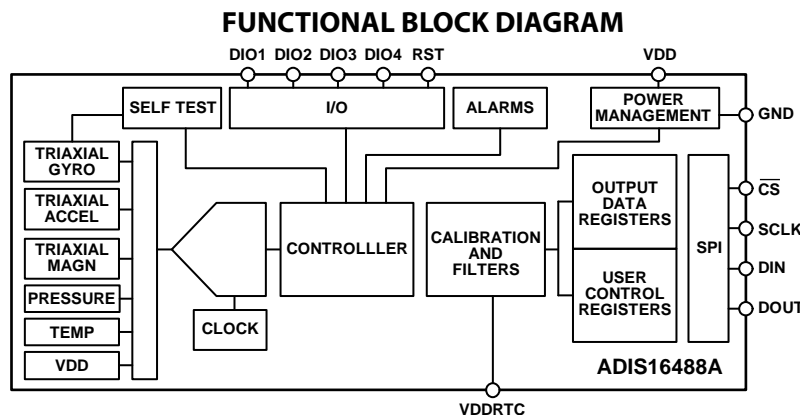 FUNCTIONAL BLOCK DIAGRAM
DIO1 DIO2 DIO3 DIO4 RST
VDD
SELF TEST
I/O
ALARMS
POWER
MANAGEMENT
GND
TRIAXIAL
GYRO
TRIAXIAL
ACCEL
TRIAXIAL
MAGN
PRESSURE
TEMP
VDD
CLOCK
CONTROLLLER
CALIBRATION
AND
FILTERS
OUTPUT
DATA
REGISTERS
USER
CONTROL
REGISTERS
SPI
CS
SCLK
DIN
DOUT
ADIS16488A
VDDRTC